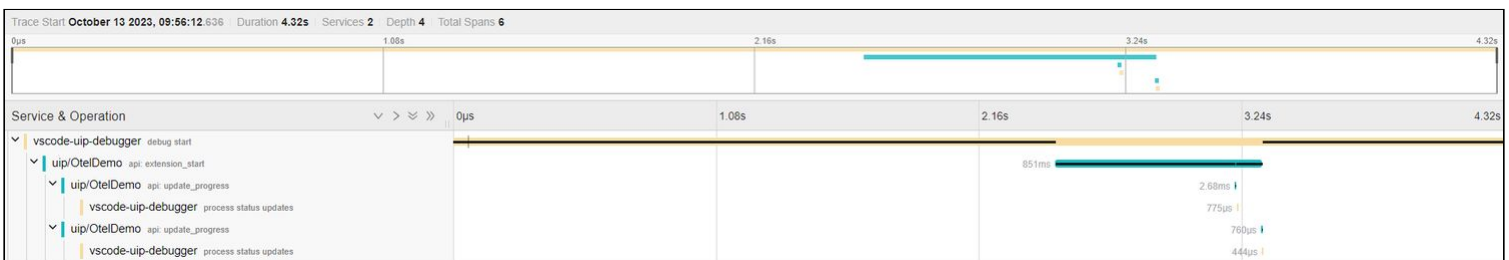 Trace Start October 13 2023, 09:56:12.636 Duration 4.32s Services 2 Depth 4 Total Spans 6
0μs 1.08s 2.16s 3.24s 4.32s
Service & Operation 0μs 1.08s 2.16s 3.24s 4.32s
vscode-uip-debugger debug start
uip/OtelDemo api: extension_start 851ms
uip/OtelDemo api: update_progress 2.68ms
vscode-uip-debugger process status updates 775μs
uip/OtelDemo api: update_progress 760μs
vscode-uip-debugger process status updates 444μs